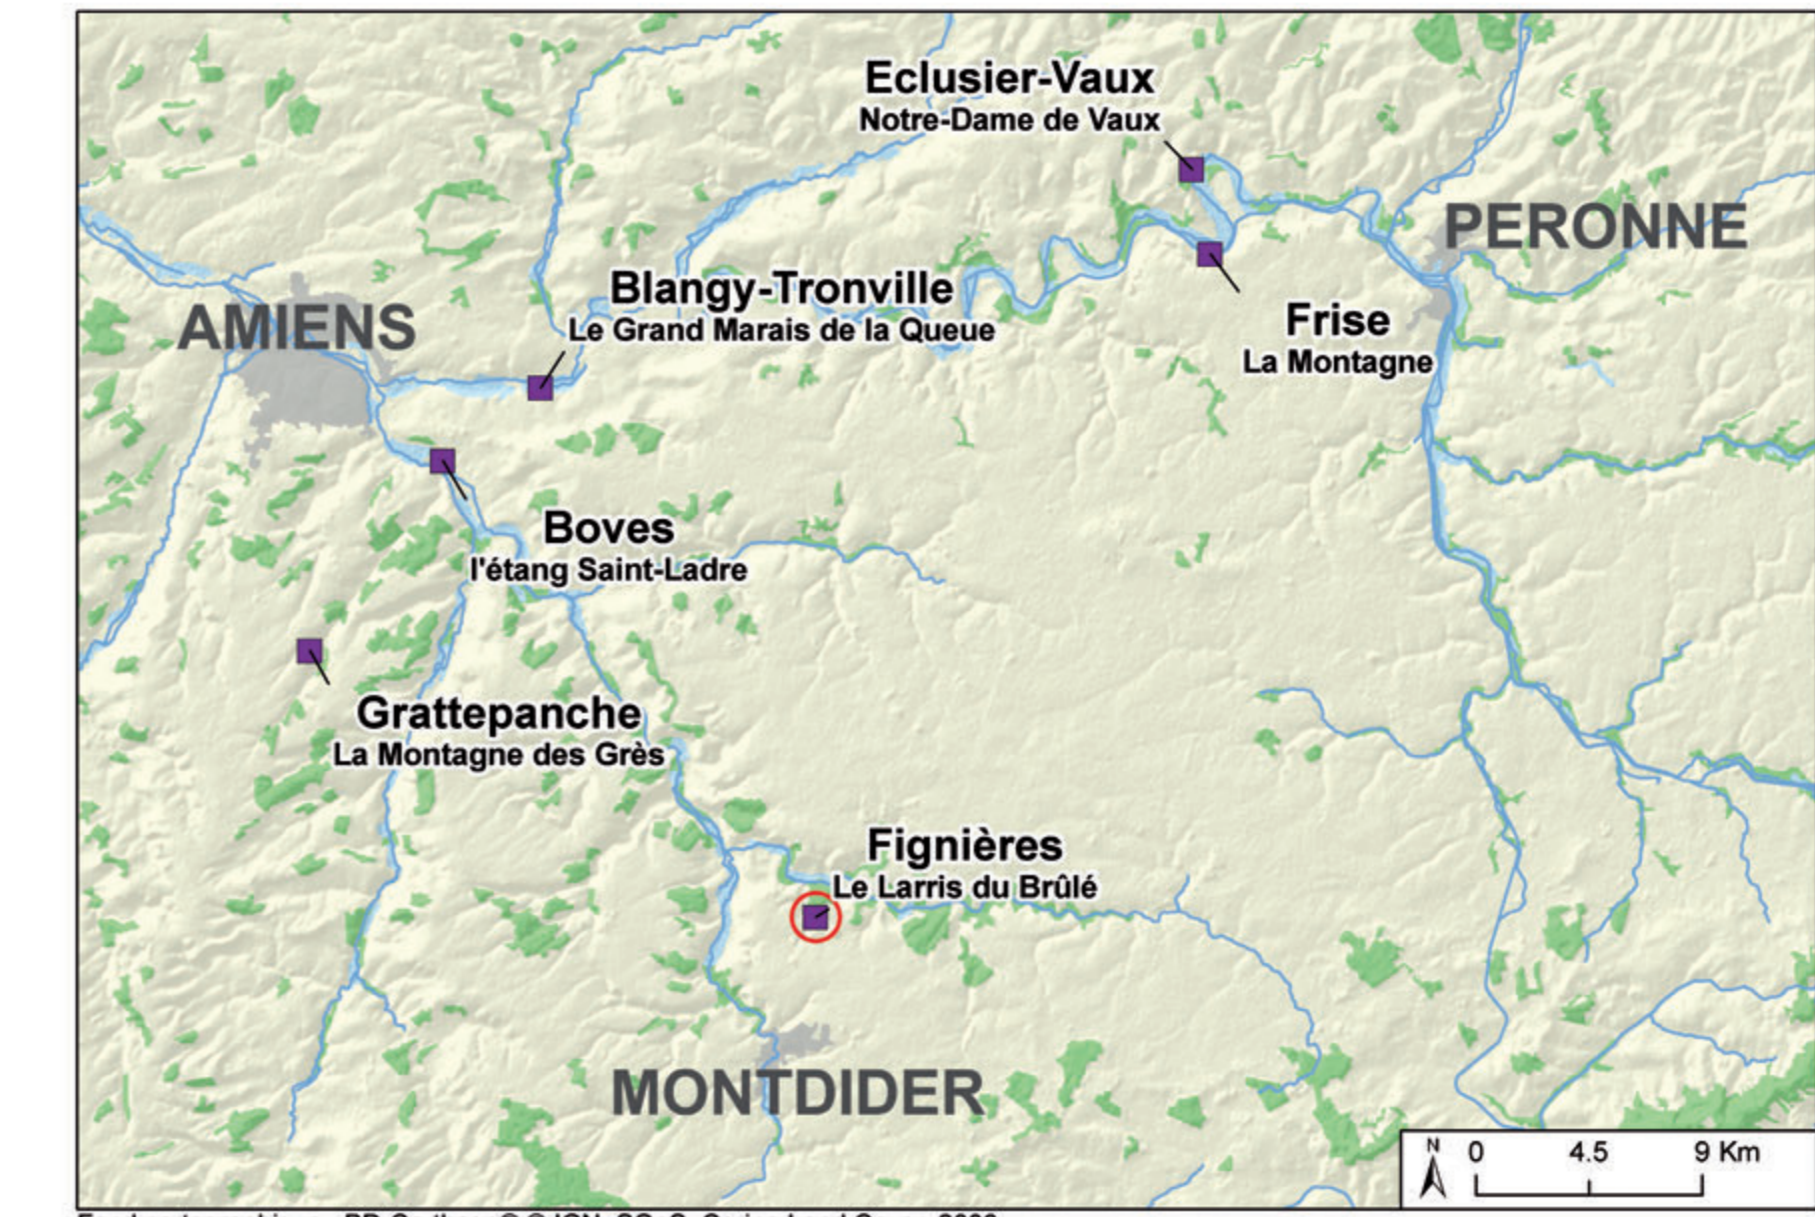 Eclusier-Vaux
Notre-Dame de Vaux
PERONNE
Blangy-Tronville
Le Grand Marais de la Queue
AMIENS
Frise
La Montagne
Boves
l'étang Saint-Ladre
Grattepanche
La Montagne des Grès
Fignières
Le Larris du Brûlé
MONTDIDER
N
0 4.5 9 Km